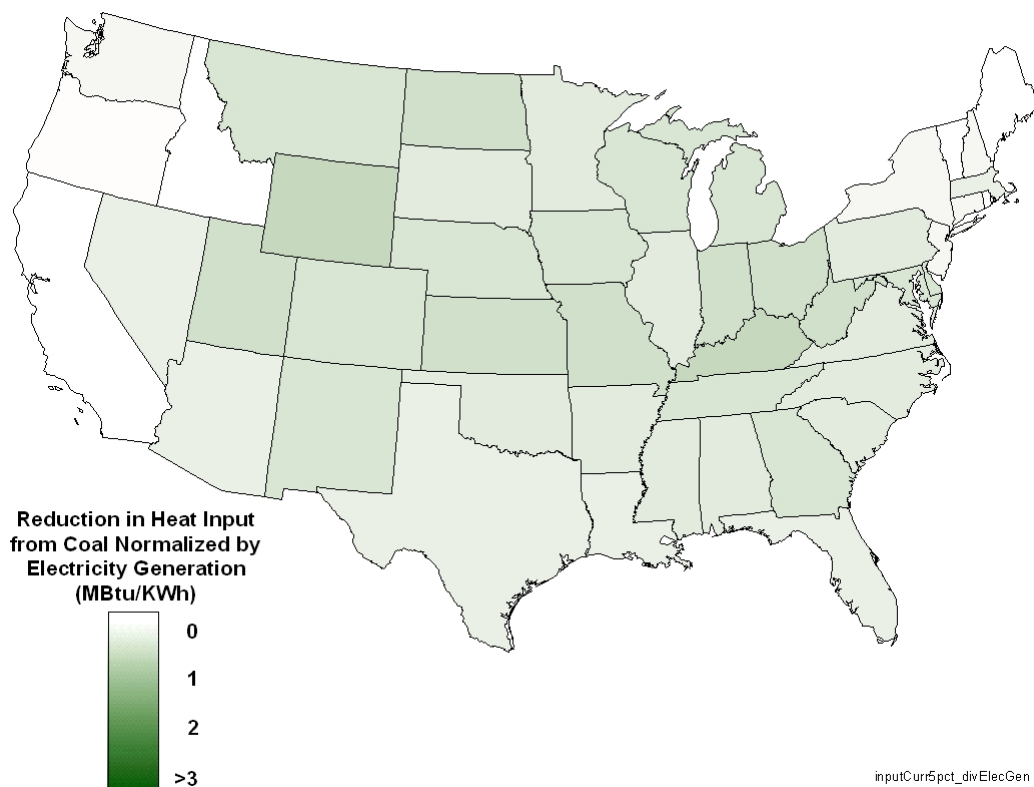 Reduction in Heat Input
from Coal Normalized by
Electricity Generation
(MBtu/KWh)
0
1
2
>3
inputCurr5pct_divElecGen